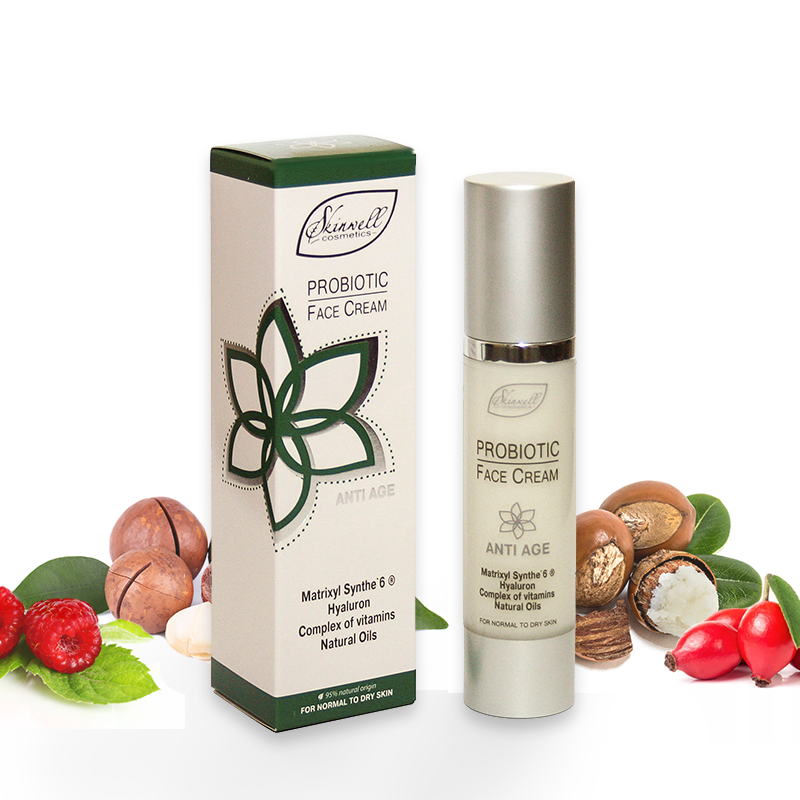 Skinwell
cosmetics
PROBIOTIC
FACE CREAM
ANTI AGE
Matrixyl Synthe`6 ®
Hyaluron
Complex of vitamins
Natural Oils
95% natural origin
FOR NORMAL TO DRY SKIN
Skinwell
PROBIOTIC
FACE CREAM
ANTI AGE
Matrixyl Synthe`6 ®
Hyaluron
Complex of vitamins
Natural Oils
FOR NORMAL TO DRY SKIN